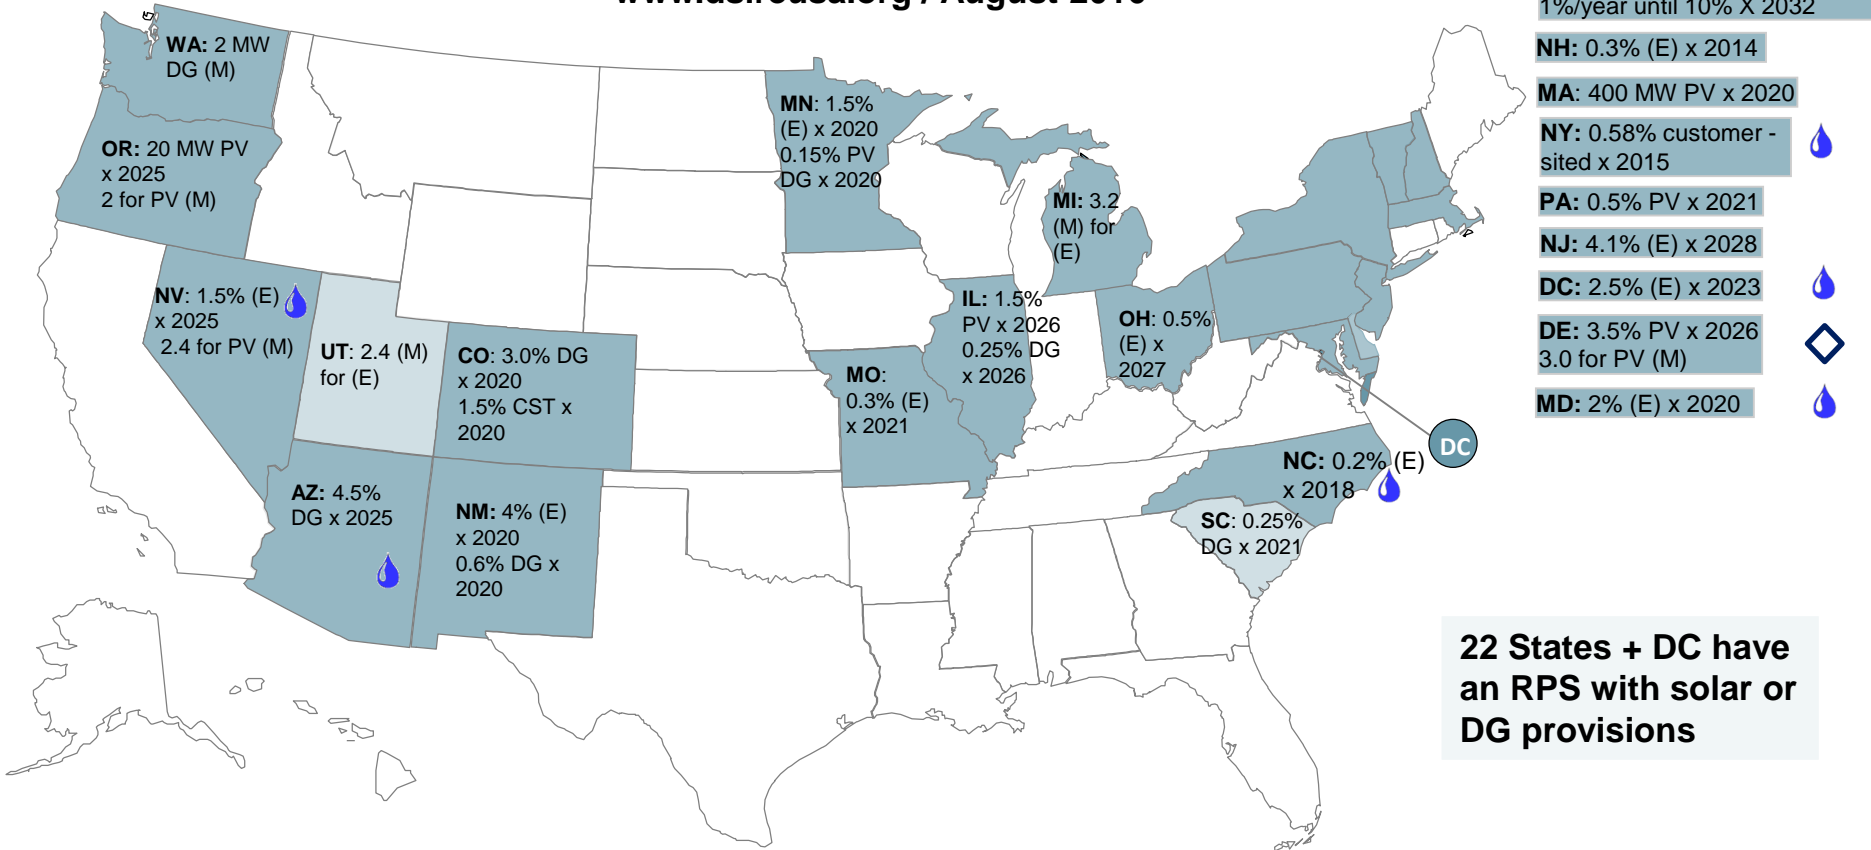 www.dsireusa.org / August 2016
1%/year until 10% X 2032
WA: 2 MW
DG (M)
OR: 20 MW PV
x 2025
2 for PV (M)
NV: 1.5% (E)
x 2025
2.4 for PV (M)
UT: 2.4 (M)
for (E)
CO: 3.0% DG
x 2020
1.5% CST x
2020
AZ: 4.5%
DG x 2025
NM: 4% (E)
x 2020
0.6% DG x
2020
MN: 1.5%
(E) x 2020
0.15% PV
DG x 2020
MO:
0.3% (E)
x 2021
IL: 1.5%
PV x 2026
0.25% DG
x 2026
MI: 3.2
(M) for
(E)
OH: 0.5%
(E) x
2027
NC: 0.2% (E)
x 2018
SC: 0.25%
DG x 2021
DC
NH: 0.3% (E) x 2014
MA: 400 MW PV x 2020
NY: 0.58% customer -
sited x 2015
PA: 0.5% PV x 2021
NJ: 4.1% (E) x 2028
DC: 2.5% (E) x 2023
DE: 3.5% PV x 2026
3.0 for PV (M)
MD: 2% (E) x 2020
22 States + DC have
an RPS with solar or
DG provisions